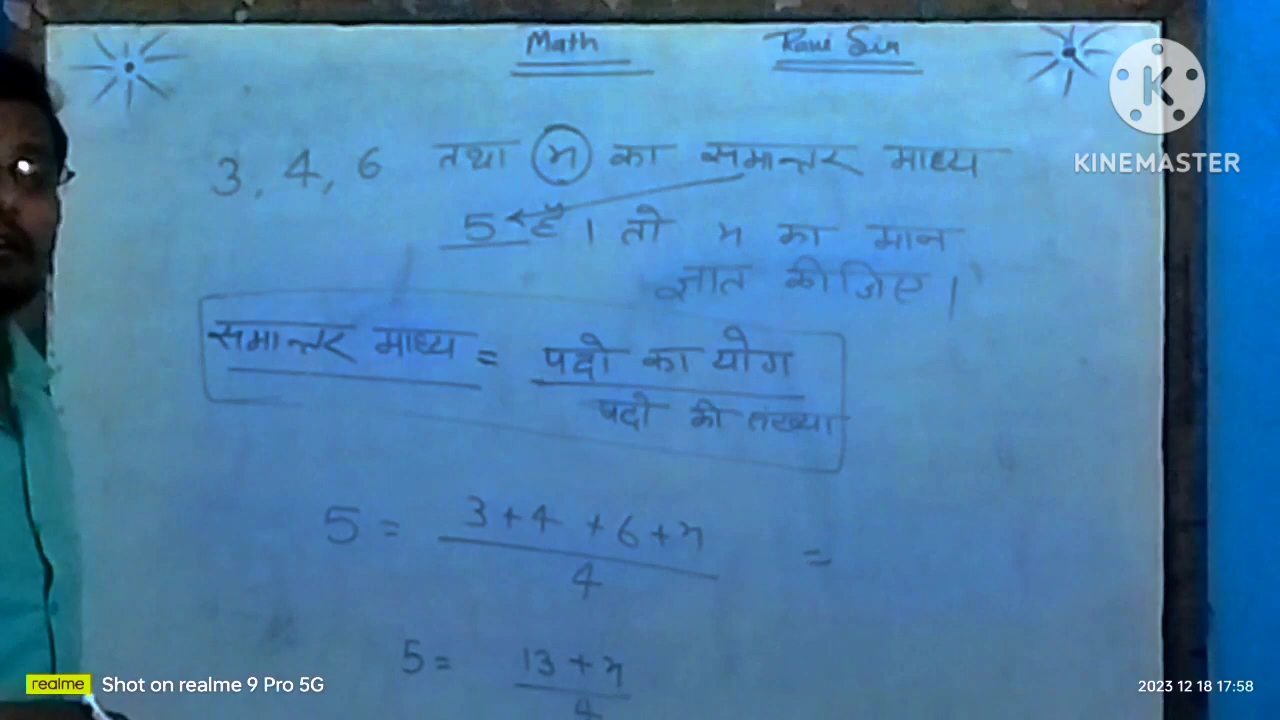 Math Ravi Sir
K
KINEMASTER
3, 4, 6 तथा x का समान्तर माध्य
5 है। तो x का मान
ज्ञात कीजिए।
समान्तर माध्य = पदो का योग
पदो की संख्या
5 = 3+4+6+x =
4
5 = 13+x
4
realme Shot on realme 9 Pro 5G
2023 12 18 17:58